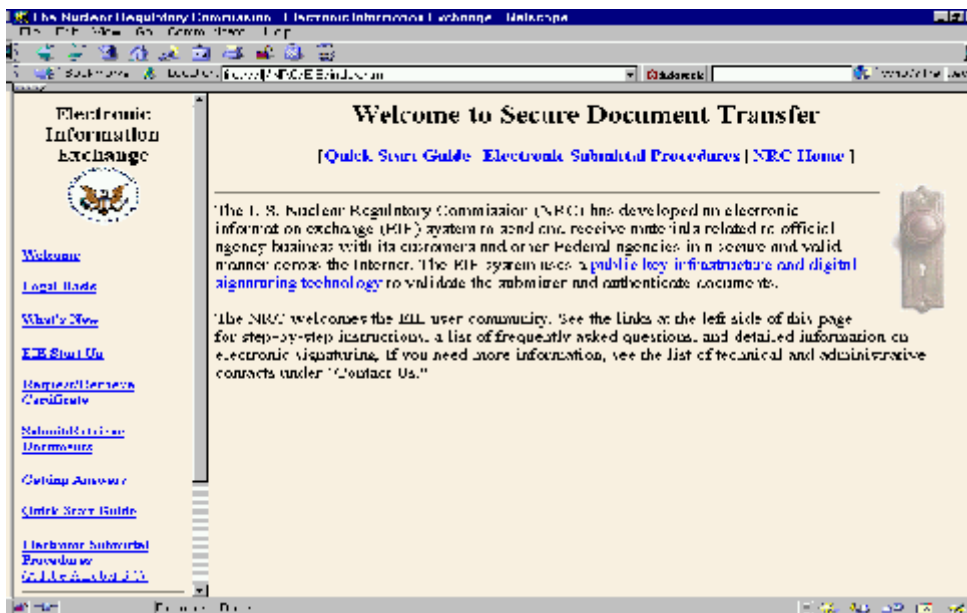 The Nuclear Regulatory Commission Electronic Information Exchange - Netscape
Electronic
Information
Exchange
Welcome
Legal Basis
What's New
EIE Start Up
Request/Retrieve
Certificate
Submit/Retrieve
Documents
Getting Answers
Quick Start Guide
Electronic Submittal
Procedures
Welcome to Secure Document Transfer
[Quick Start Guide Electronic Submittal Procedures | NRC Home ]
The U. S. Nuclear Regulatory Commission (NRC) has developed an electronic
information exchange (EIE) system to send and receive materials related to official
agency business with its customers and other Federal agencies in a secure and valid
manner across the Internet. The EIE system uses a public key infrastructure and digital
signaturing technology to validate the submitter and authenticate documents.
The NRC welcomes the EIE user community. See the links at the left side of this page
for step-by-step instructions, a list of frequently asked questions, and detailed information on
electronic signaturing. If you need more information, see the list of technical and administrative
contacts under "Contact Us."